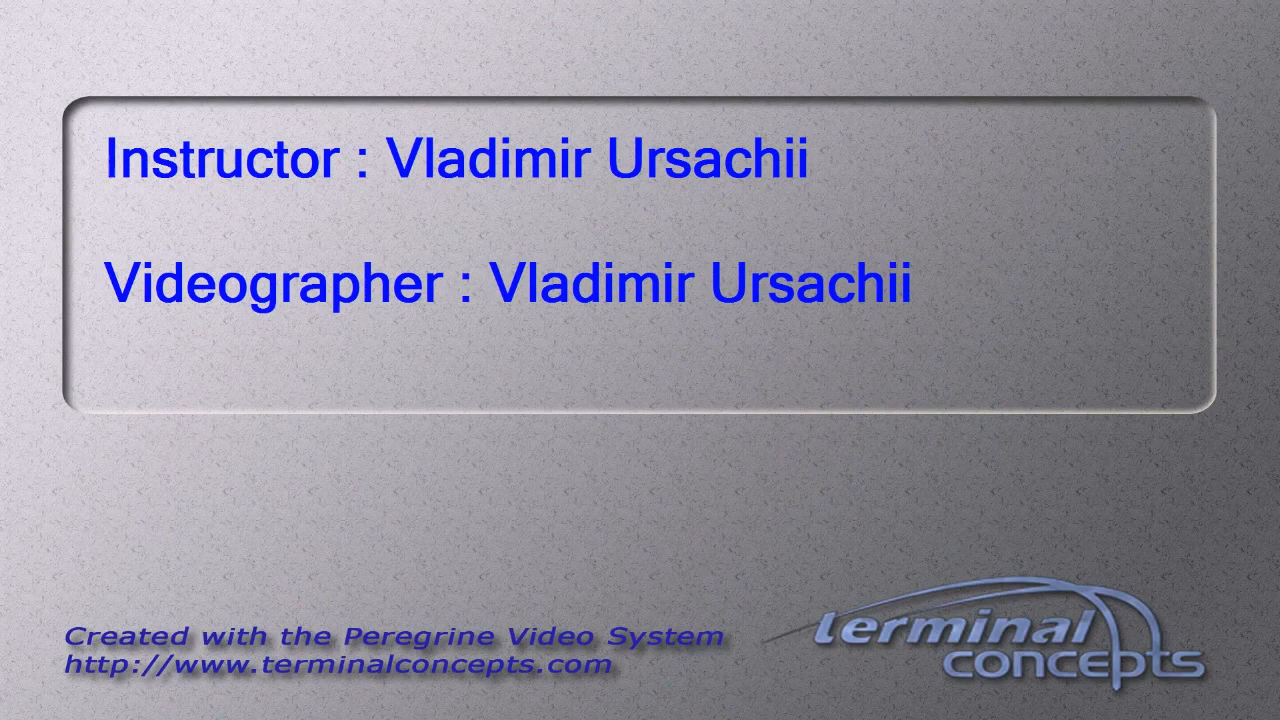 Instructor : Vladimir Ursachii
Videographer : Vladimir Ursachii
Created with the Peregrine Video System
http://www.terminalconcepts.com
terminal
concepts